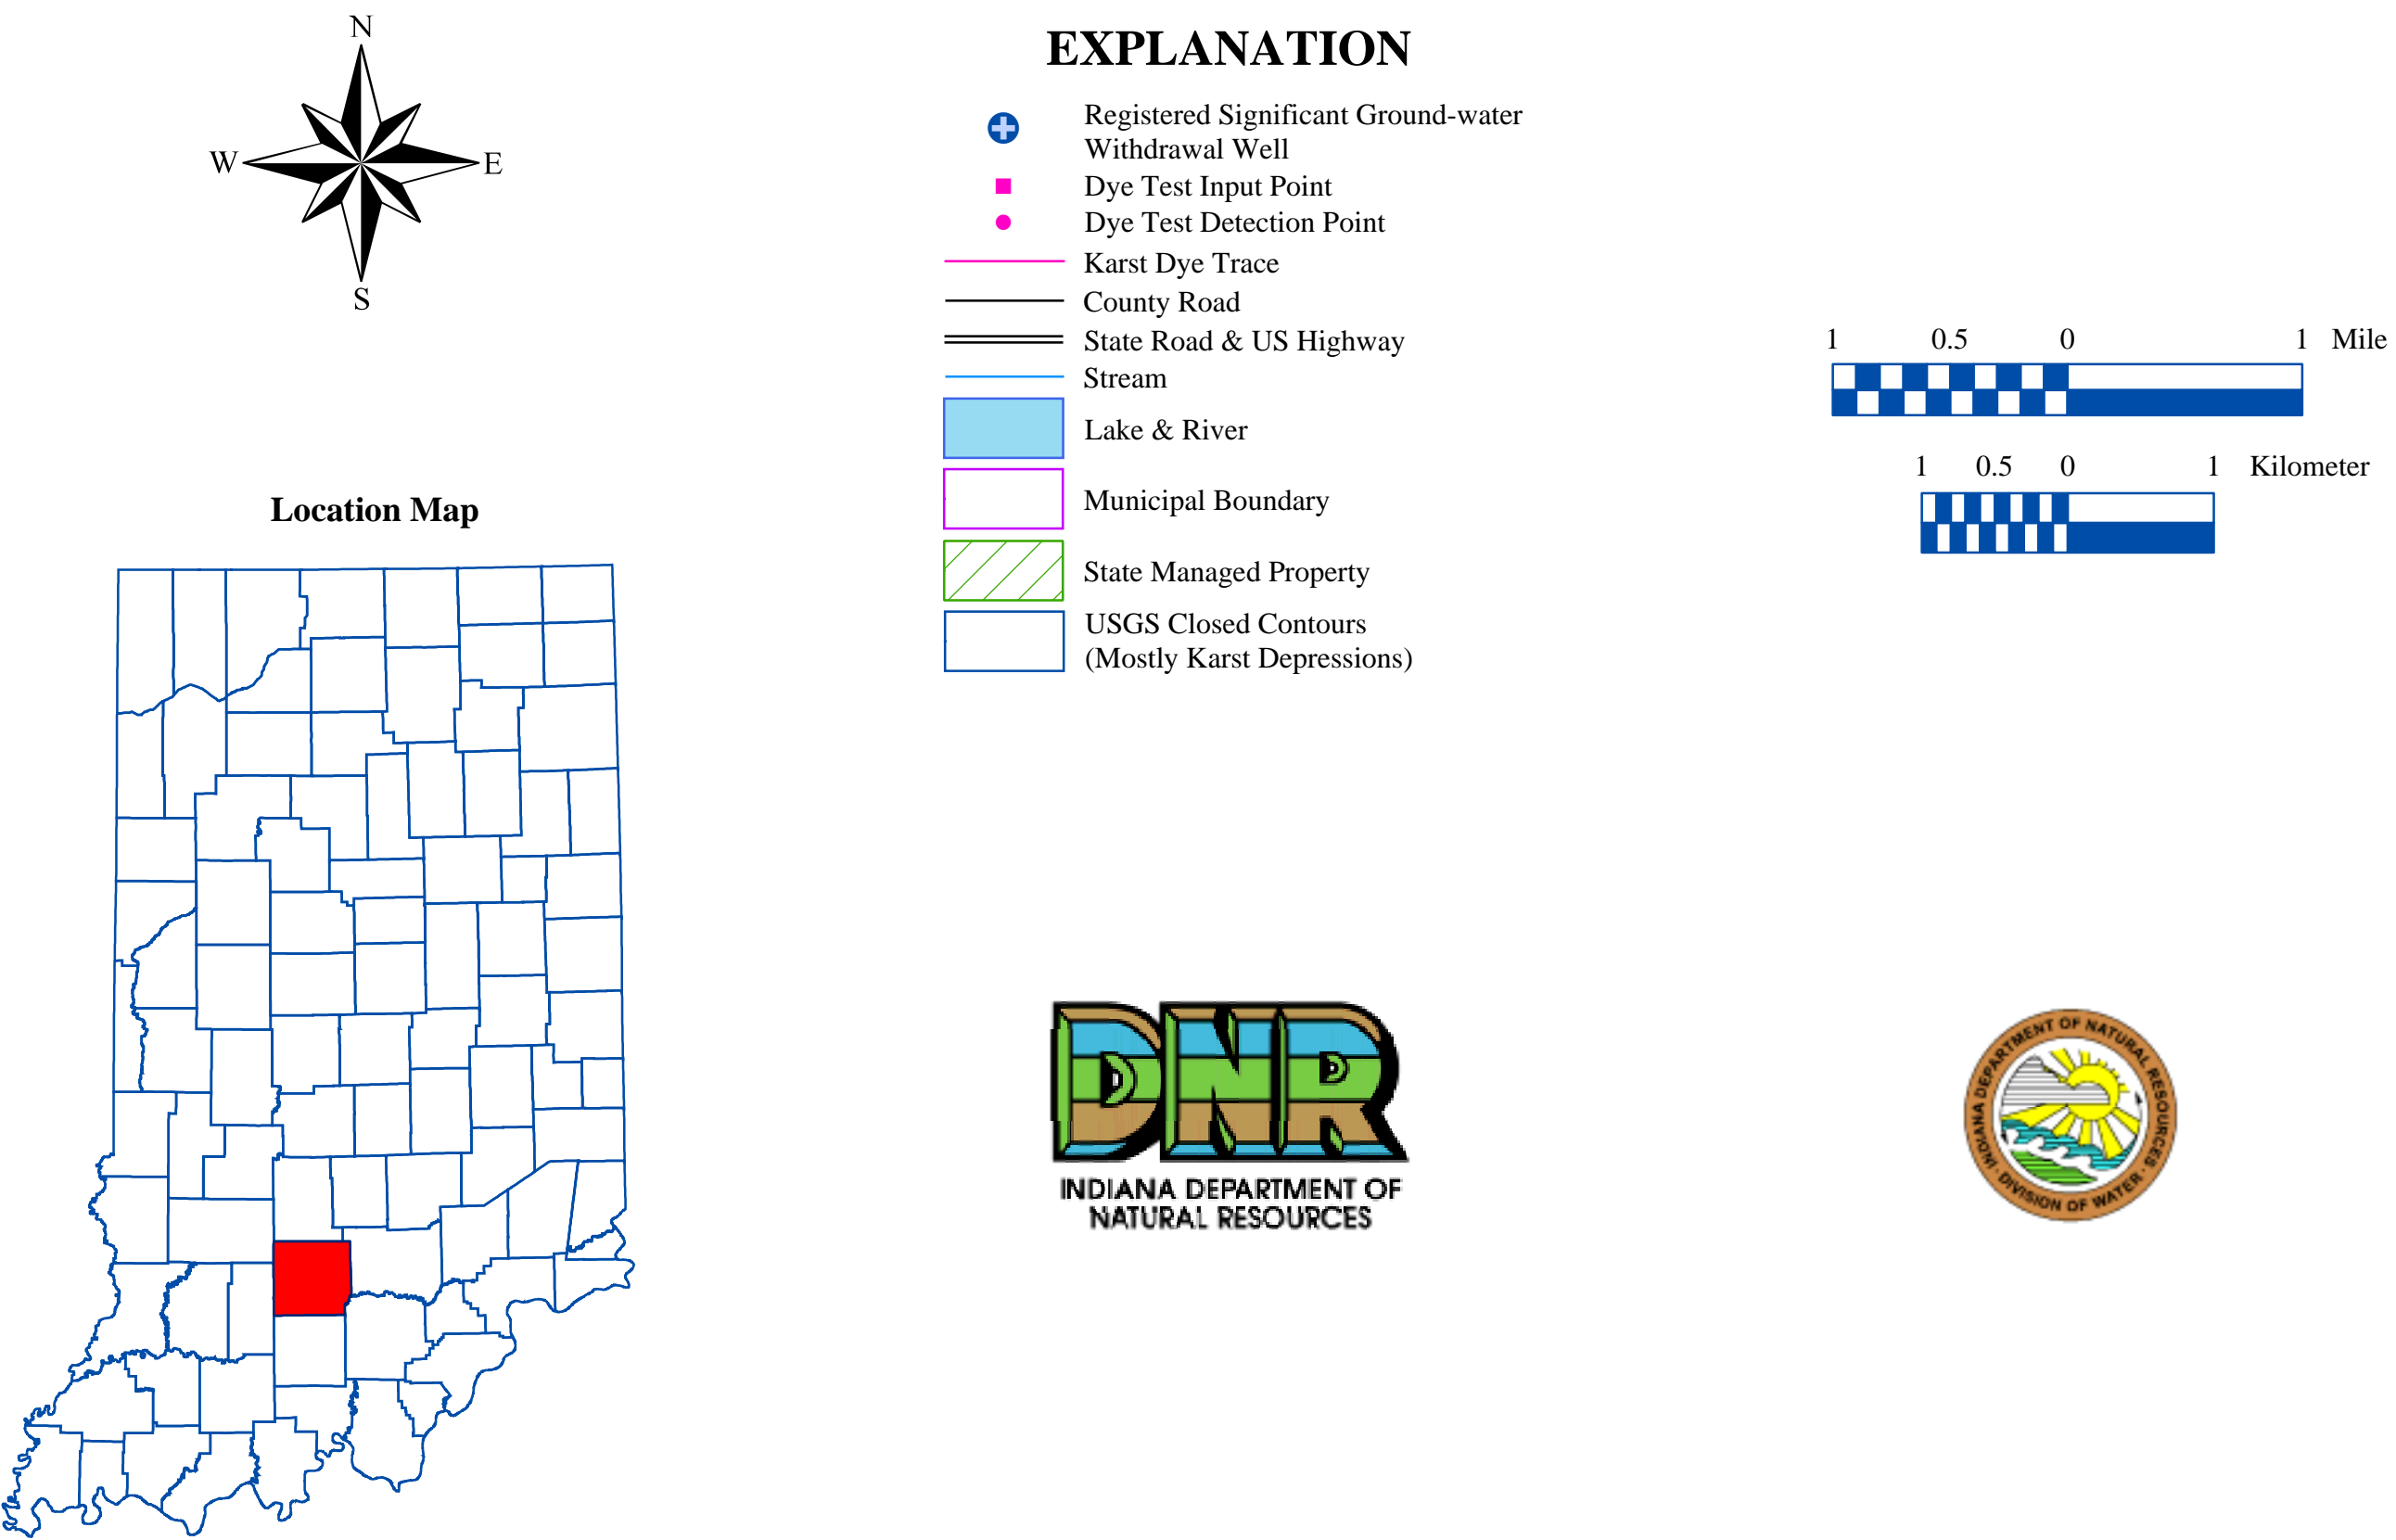 N
W
E
S
EXPLANATION
Registered Significant Ground-water
Withdrawal Well
Dye Test Input Point
Dye Test Detection Point
Karst Dye Trace
County Road
State Road & US Highway
Stream
Lake & River
Municipal Boundary
State Managed Property
USGS Closed Contours
(Mostly Karst Depressions)
1 0.5 0 1 Mile
1 0.5 0 1 Kilometer
Location Map
DNR
INDIANA DEPARTMENT OF
NATURAL RESOURCES
INDIANA DEPARTMENT OF NATURAL RESOURCES
· DIVISION OF WATER ·